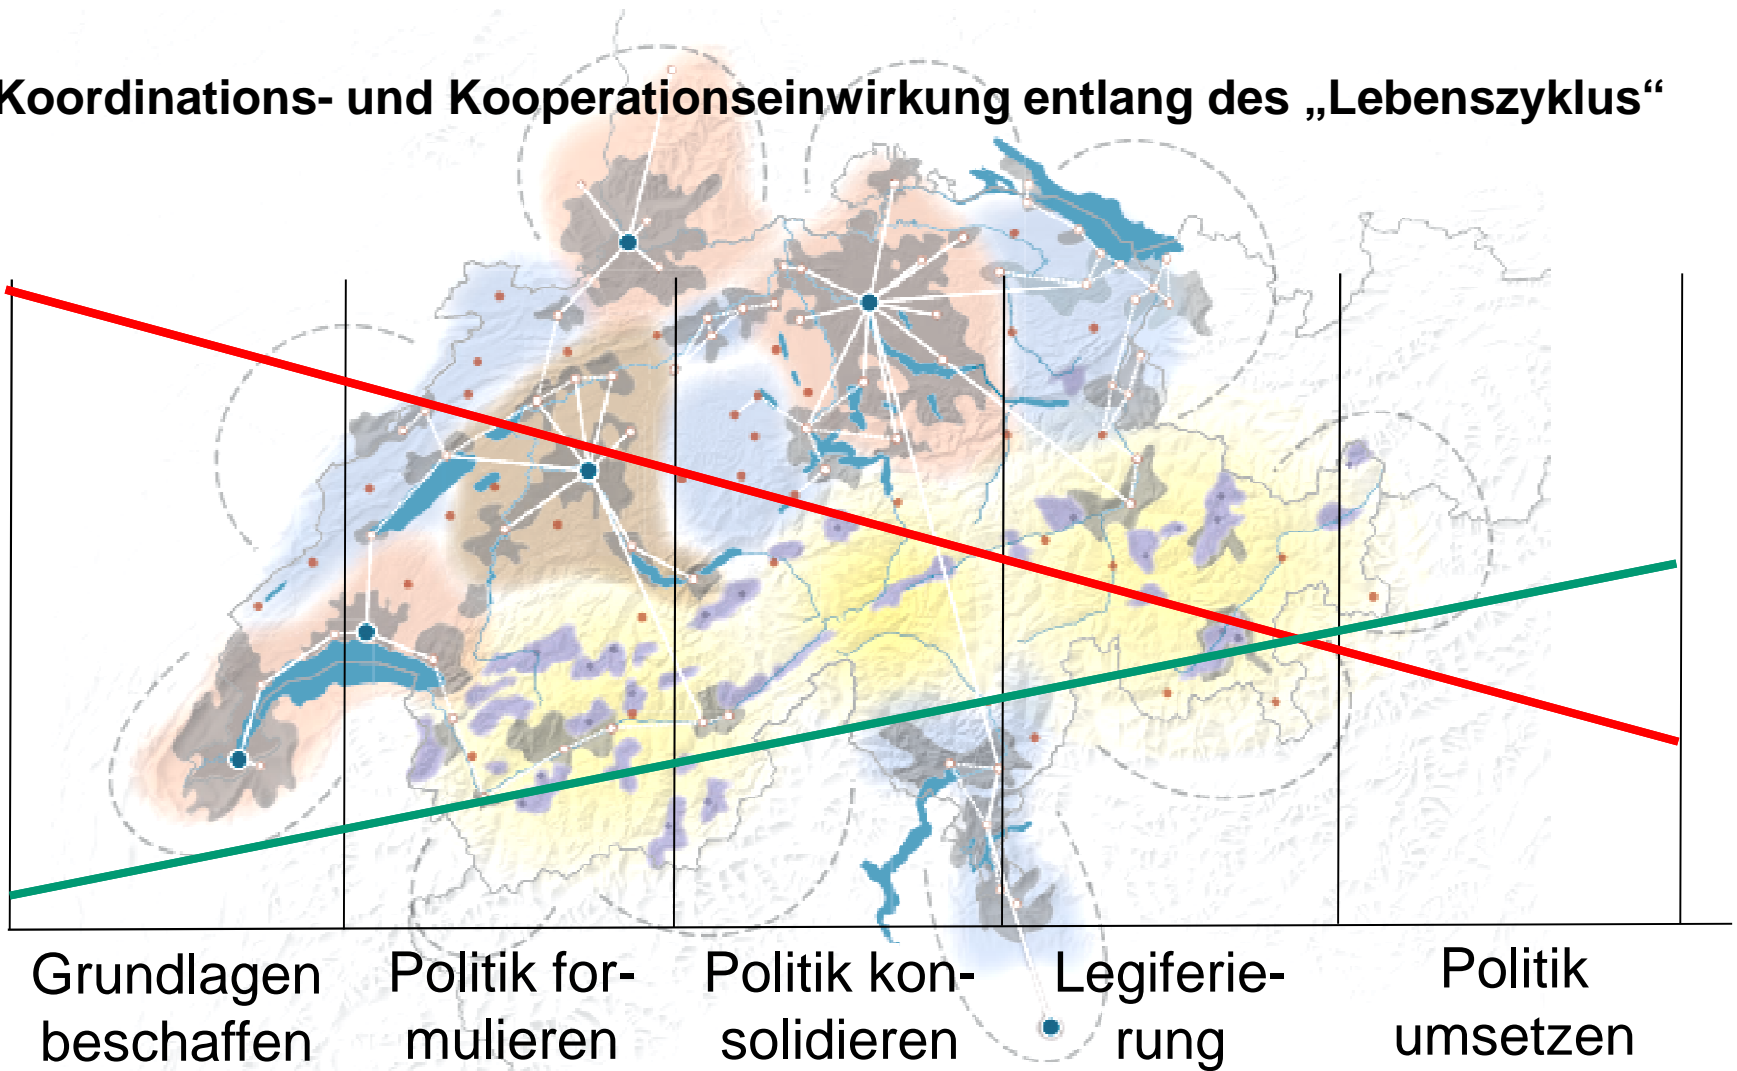 Koordinations- und Kooperationseinwirkung entlang des „Lebenszyklus“
Grundlagen
beschaffen
Politik for-
mulieren
Politik kon-
solidieren
Legiferie-
rung
Politik
umsetzen